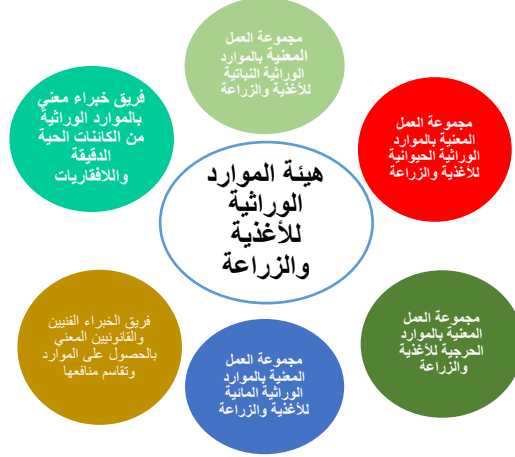 مجموعة العمل
المعنية بالموارد
الوراثية النباتية
للأغذية والزراعة
فريق خبراء معني
بالموارد الوراثية
من الكائنات الحية
الدقيقة
واللافقاريات
مجموعة العمل
المعنية بالموارد
الوراثية الحيوانية
للأغذية والزراعة
هيئة الموارد
الوراثية
للأغذية
والزراعة
فريق الخبراء الفنيين
والقانونيين المعني
بالحصول على الموارد
وتقاسم منافعها
مجموعة العمل
المعنية بالموارد
الوراثية المائية
للأغذية والزراعة
مجموعة العمل
المعنية بالموارد
الحرجية للأغذية
والزراعة